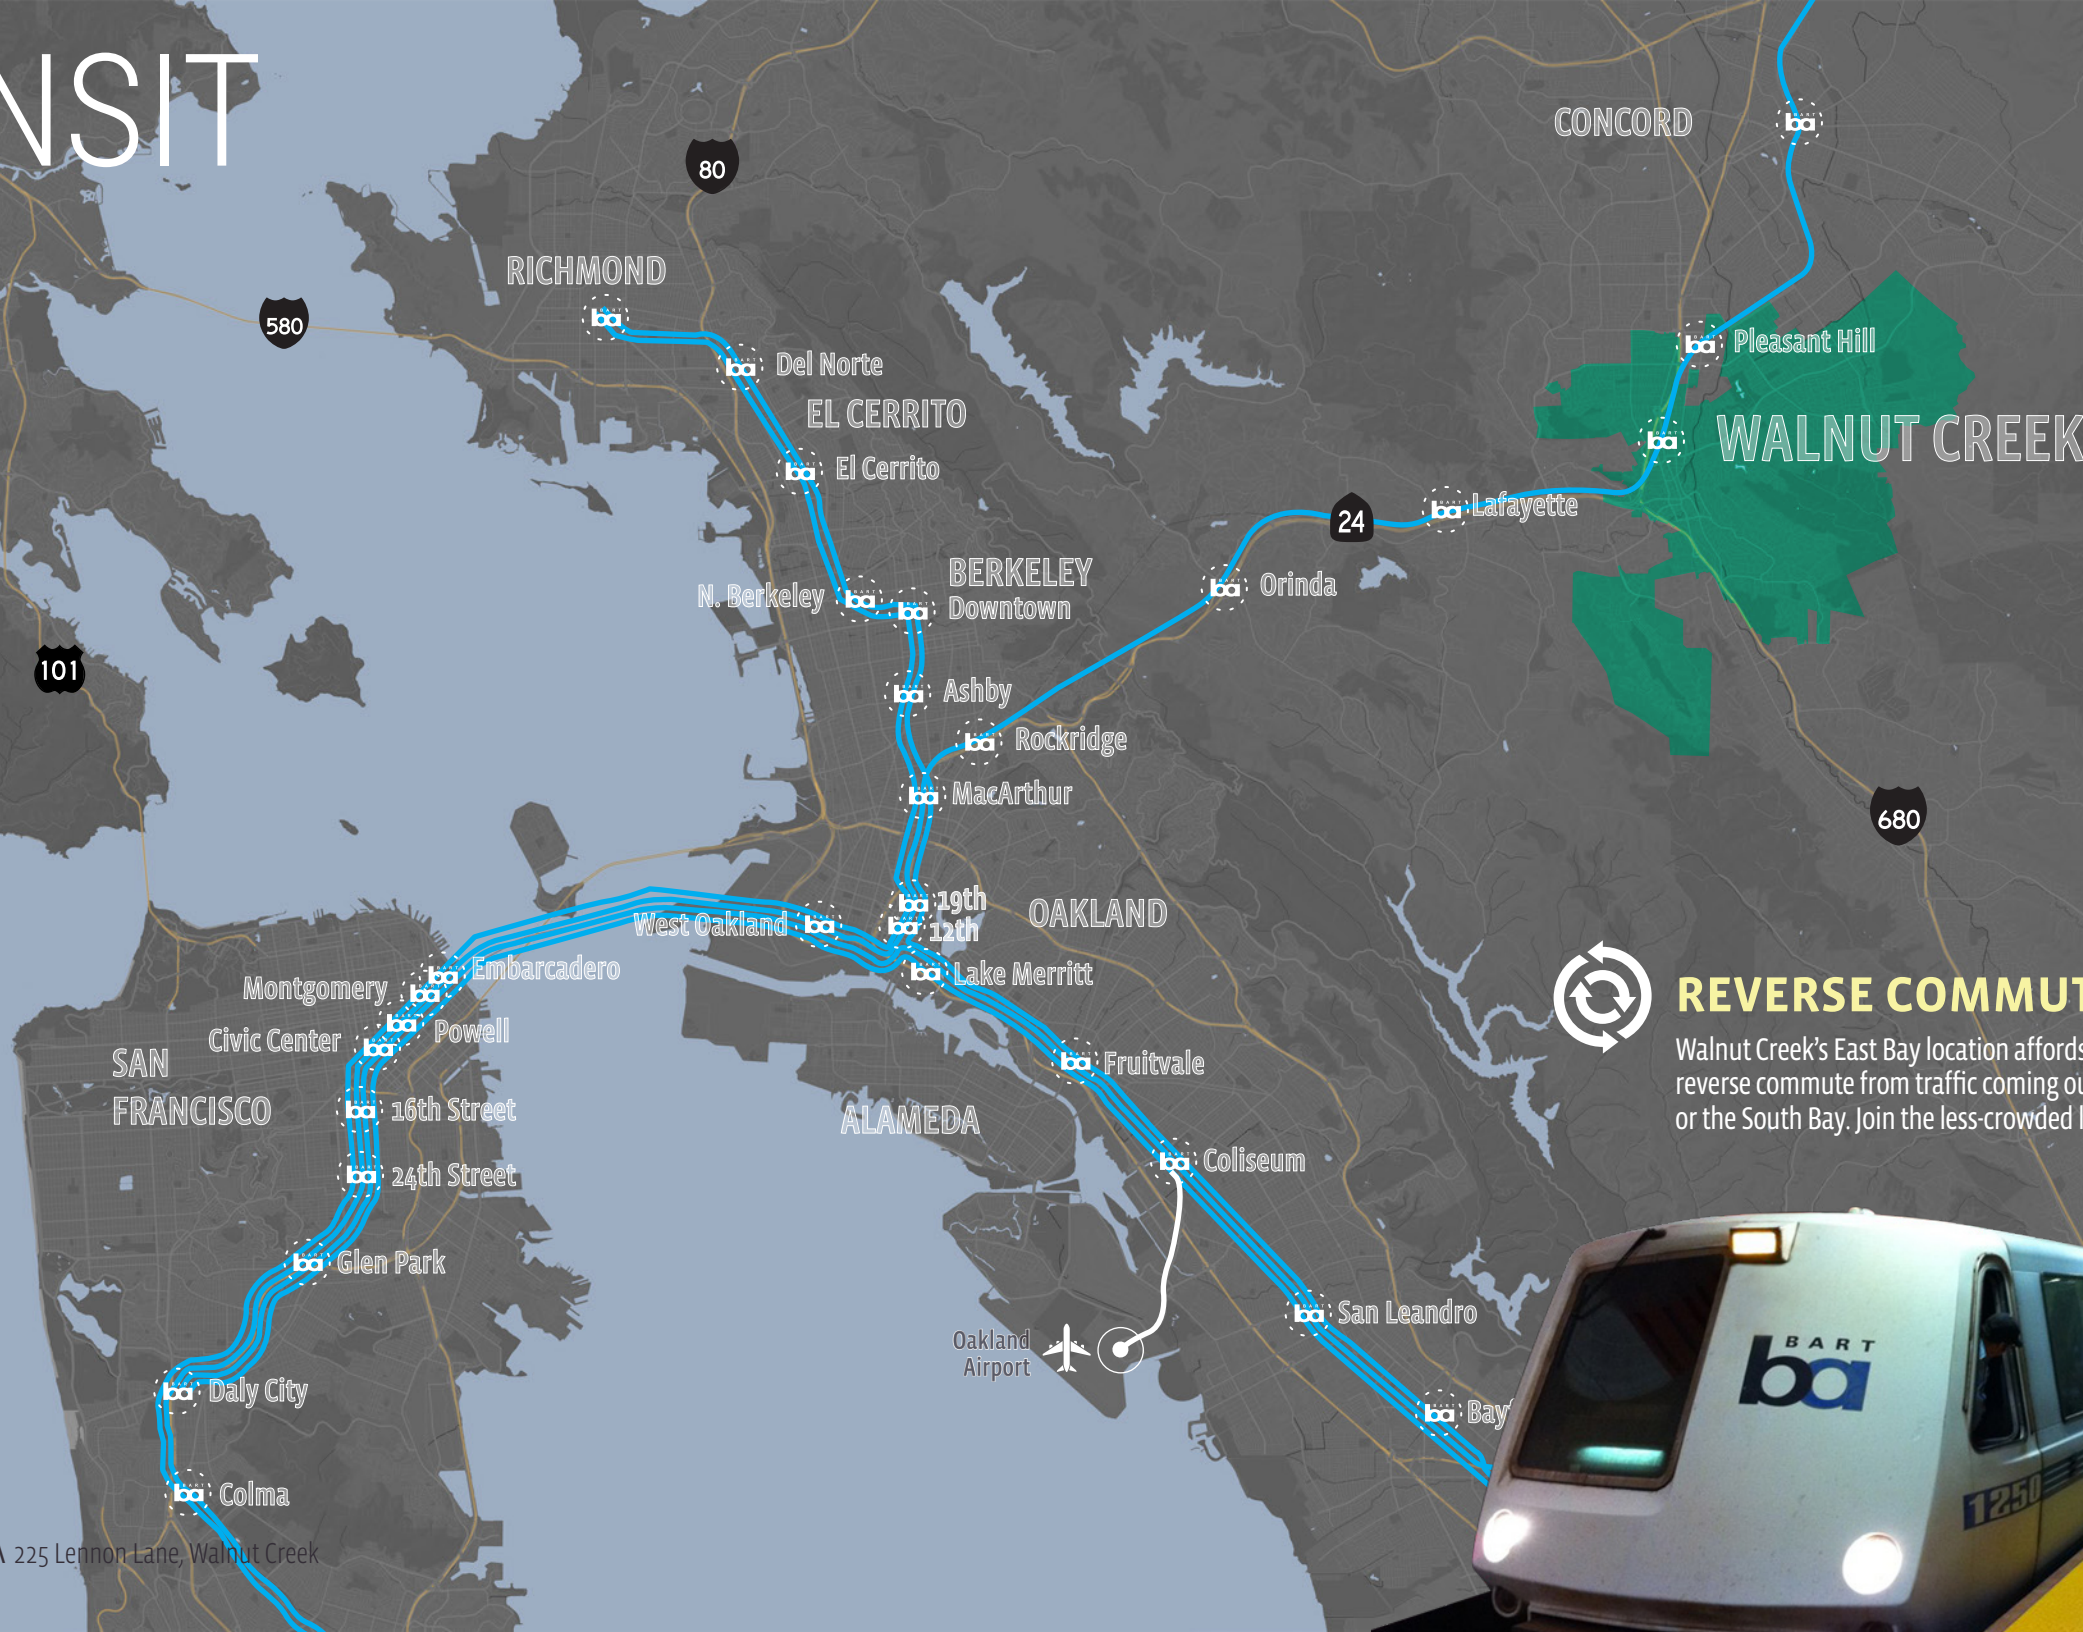 NSIT
80
CONCORD
RICHMOND
580
Del Norte
Pleasant Hill
EL CERRITO
WALNUT CREEK
El Cerrito
24
Lafayette
BERKELEY
N. Berkeley
Downtown
Orinda
101
Ashby
Rockridge
MacArthur
680
19th
OAKLAND
West Oakland
12th
Embarcadero
Lake Merritt
Montgomery
REVERSE COMMUT
Powell
Civic Center
Walnut Creek's East Bay location affords
reverse commute from traffic coming ou
or the South Bay. Join the less-crowded l
SAN
FRANCISCO
Fruitvale
16th Street
ALAMEDA
Coliseum
24th Street
Glen Park
San Leandro
Oakland
Airport
BART
ba
Daly City
Bay
Colma
1250
A 225 Lennon Lane, Walnut Creek